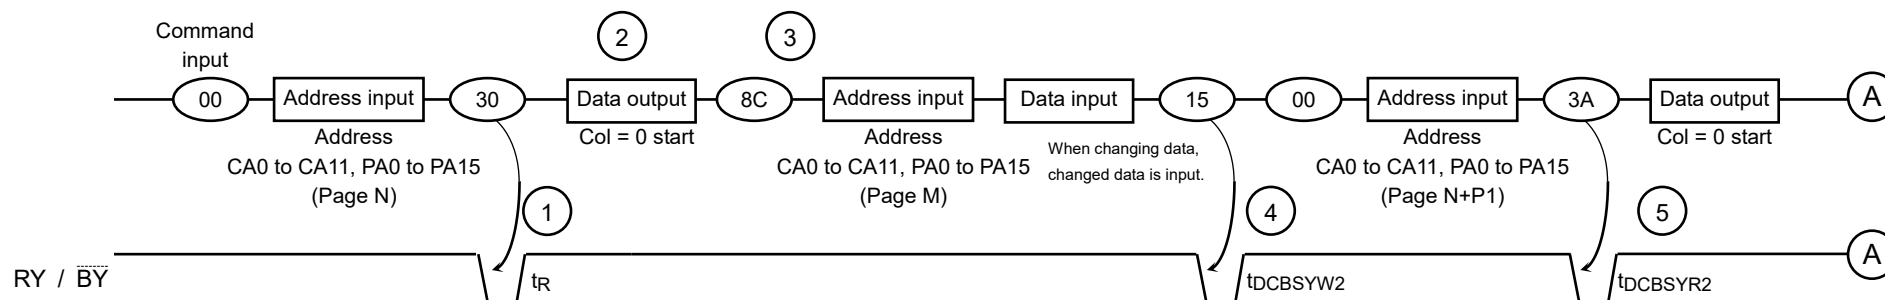 Command
input
2
3
00
Address input
30
Data output
8C
Address input
Data input
15
00
Address input
3A
Data output
A
Address
CA0 to CA11, PA0 to PA15
(Page N)
Col = 0 start
Address
CA0 to CA11, PA0 to PA15
(Page M)
When changing data,
changed data is input.
Address
CA0 to CA11, PA0 to PA15
(Page N+P1)
Col = 0 start
1
4
5
RY / BY
tR
tDCBSYW2
tDCBSYR2
A